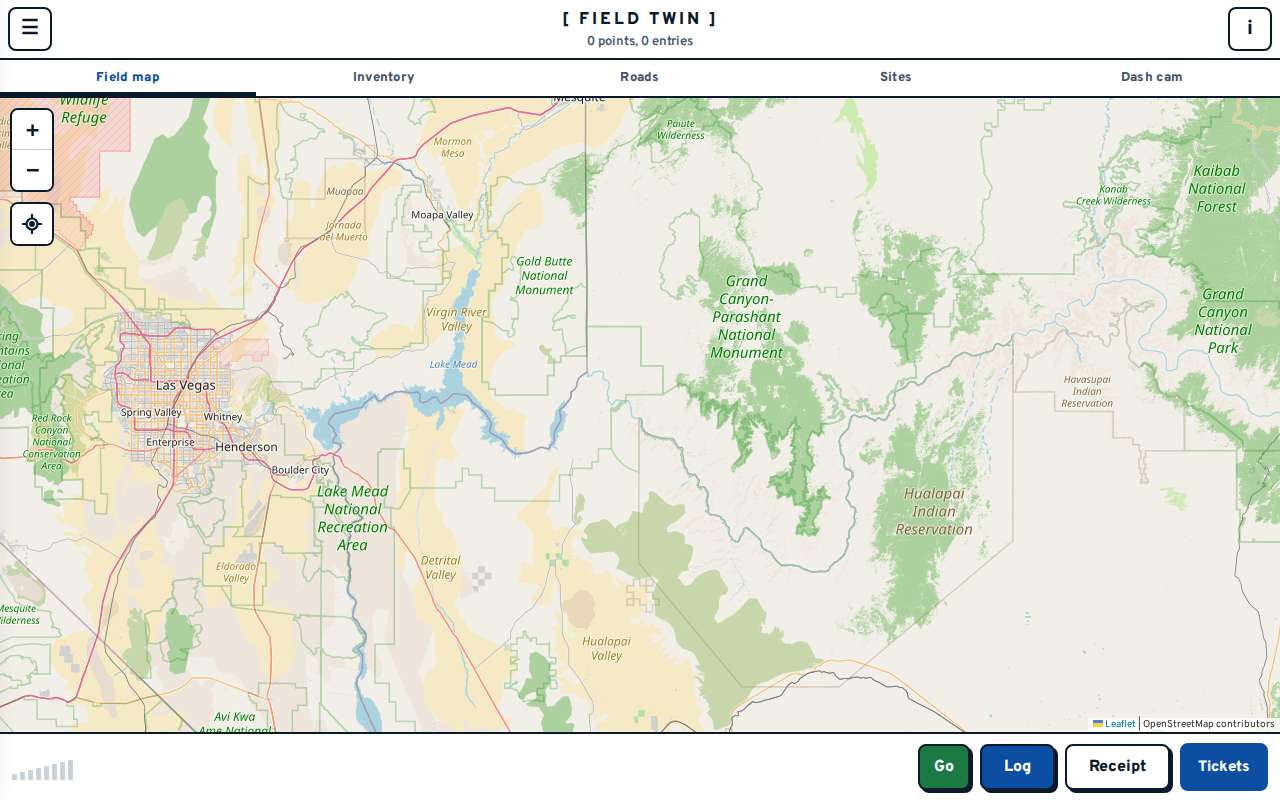 ☰
[ FIELD TWIN ]
0 points, 0 entries
i
Field map
Inventory
Roads
Sites
Dash cam
+
−
Wildlife
Refuge
Mesquite
Mormon
Mesa
Paiute
Wilderness
Kaibab
National
Forest
Kanab
Creek Wilderness
Muapaa
Moapa Valley
Jornada
del Muerto
Gold Butte
National
Monument
Grand
Canyon-
Parashant
National
Monument
Grand
Canyon
National
Park
Virgin River
Valley
Lake Mead
Las Vegas
Spring Valley
Whitney
Enterprise
Henderson
Boulder City
Red Rock
Canyon
National
Conservation
Area
Havasupai
Indian
Reservation
Lake Mead
National
Recreation
Area
Hualapai
Indian
Reservation
Eldorado
Valley
Detrital
Valley
Hualapai
Valley
Mesquite
Avi Kwa
Ame National
Leaflet | OpenStreetMap contributors
Go
Log
Receipt
Tickets